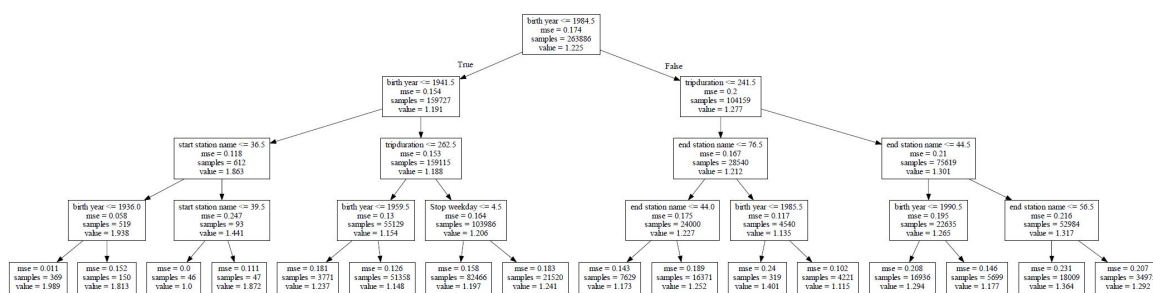 birth year <= 1984.5
mse = 0.174
samples = 263886
value = 1.225
True
False
birth year <= 1941.5
mse = 0.154
samples = 159727
value = 1.191
tripduration <= 241.5
mse = 0.2
samples = 104159
value = 1.277
start station name <= 36.5
mse = 0.118
samples = 612
value = 1.863
tripduration <= 262.5
mse = 0.153
samples = 159115
value = 1.188
end station name <= 76.5
mse = 0.167
samples = 28540
value = 1.212
end station name <= 44.5
mse = 0.21
samples = 75619
value = 1.301
birth year <= 1936.0
mse = 0.058
samples = 519
value = 1.938
start station name <= 39.5
mse = 0.247
samples = 93
value = 1.441
birth year <= 1959.5
mse = 0.13
samples = 55129
value = 1.154
Stop weekday <= 4.5
mse = 0.164
samples = 103986
value = 1.206
end station name <= 44.0
mse = 0.175
samples = 24000
value = 1.227
birth year <= 1985.5
mse = 0.117
samples = 4540
value = 1.135
birth year <= 1990.5
mse = 0.195
samples = 22635
value = 1.265
end station name <= 56.5
mse = 0.216
samples = 52984
value = 1.317
mse = 0.011
samples = 369
value = 1.989
mse = 0.152
samples = 150
value = 1.813
mse = 0.0
samples = 46
value = 1.0
mse = 0.111
samples = 47
value = 1.872
mse = 0.181
samples = 3771
value = 1.237
mse = 0.126
samples = 51358
value = 1.148
mse = 0.158
samples = 82466
value = 1.197
mse = 0.183
samples = 21520
value = 1.241
mse = 0.143
samples = 7629
value = 1.173
mse = 0.189
samples = 16371
value = 1.252
mse = 0.24
samples = 319
value = 1.401
mse = 0.102
samples = 4221
value = 1.115
mse = 0.208
samples = 16936
value = 1.294
mse = 0.146
samples = 5699
value = 1.177
mse = 0.231
samples = 18009
value = 1.364
mse = 0.207
samples = 3497
value = 1.292